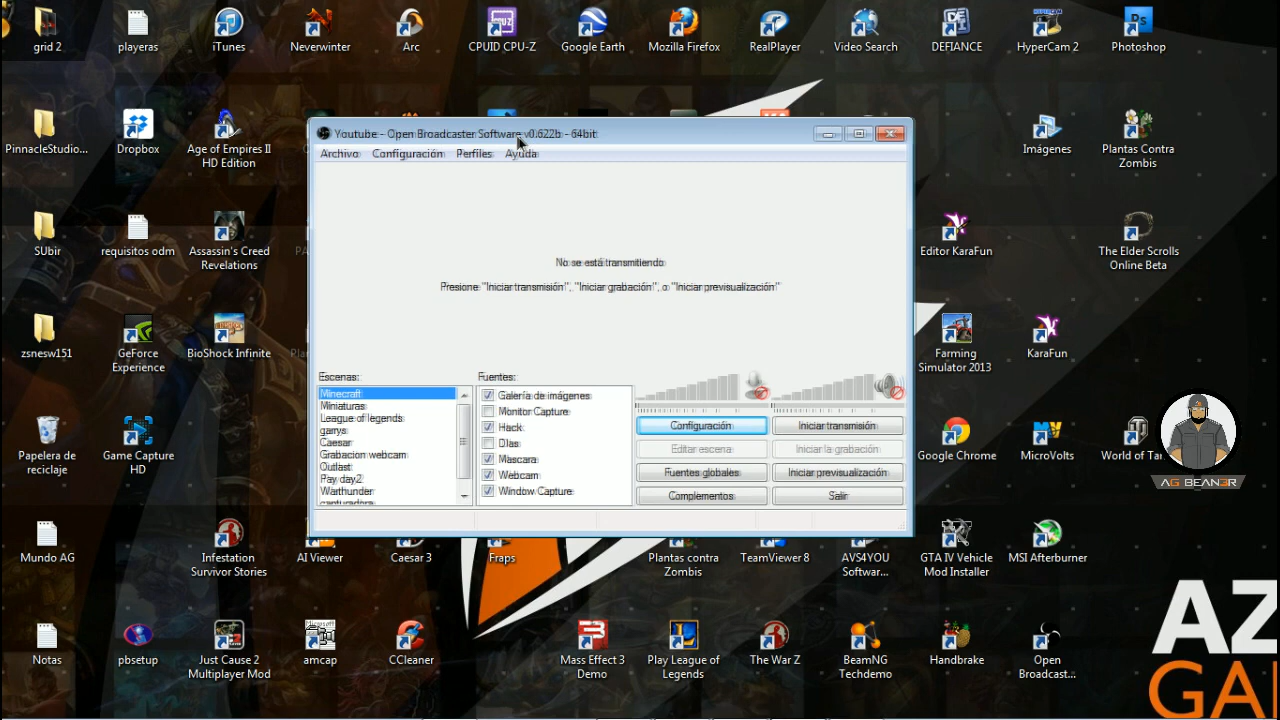 grid 2
playeras
iTunes
Neverwinter
Arc
CPUID CPU-Z
Google Earth
Mozilla Firefox
RealPlayer
Video Search
DEFIANCE
HyperCam 2
Photoshop
PinnacleStudio...
Dropbox
Age of Empires II
HD Edition
Imágenes
Plantas Contra
Zombis
Youtube - Open Broadcaster Software v0.622b - 64bit
Archivo Configuración Perfiles Ayuda
No se está transmitiendo
Presione "Iniciar transmisión", "Iniciar grabación", o "Iniciar previsualización"
SUbir
requisitos odm
Assassin's Creed
Revelations
Editor KaraFun
The Elder Scrolls
Online Beta
zsnesw151
GeForce
Experience
BioShock Infinite
Farming
Simulator 2013
KaraFun
Escenas:
Minecraft
Miniaturas
League of legends
garrys
Caesar
Grabacion webcam
Outlast
Pay day2
Warthunder
capturadora
Fuentes:
Galería de imágenes
Monitor Capture
Hack
Dlas
Mascara
Webcam
Window Capture
Configuración
Iniciar transmisión
Editar escena
Iniciar la grabación
Fuentes globales
Iniciar previsualización
Complementos
Salir
Papelera de
reciclaje
Game Capture
HD
Google Chrome
MicroVolts
World of Tan
AG BEAN3R
Mundo AG
Infestation
Survivor Stories
AI Viewer
Caesar 3
Fraps
Plantas contra
Zombis
TeamViewer 8
AVS4YOU
Softwar...
GTA IV Vehicle
Mod Installer
MSI Afterburner
Notas
pbsetup
Just Cause 2
Multiplayer Mod
amcap
CCleaner
Mass Effect 3
Demo
Play League of
Legends
The War Z
BeamNG
Techdemo
Handbrake
Open
Broadcast...
AZ
GA